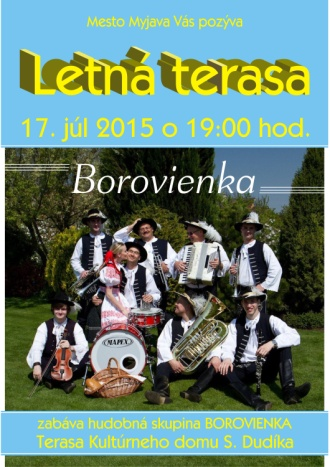 Mesto Myjava Vás pozýva
Letná terasa
17. júl 2015 o 19:00 hod.
Borovienka
MAPEX
zabáva hudobná skupina BOROVIENKA
Terasa Kultúrneho domu S. Dudíka